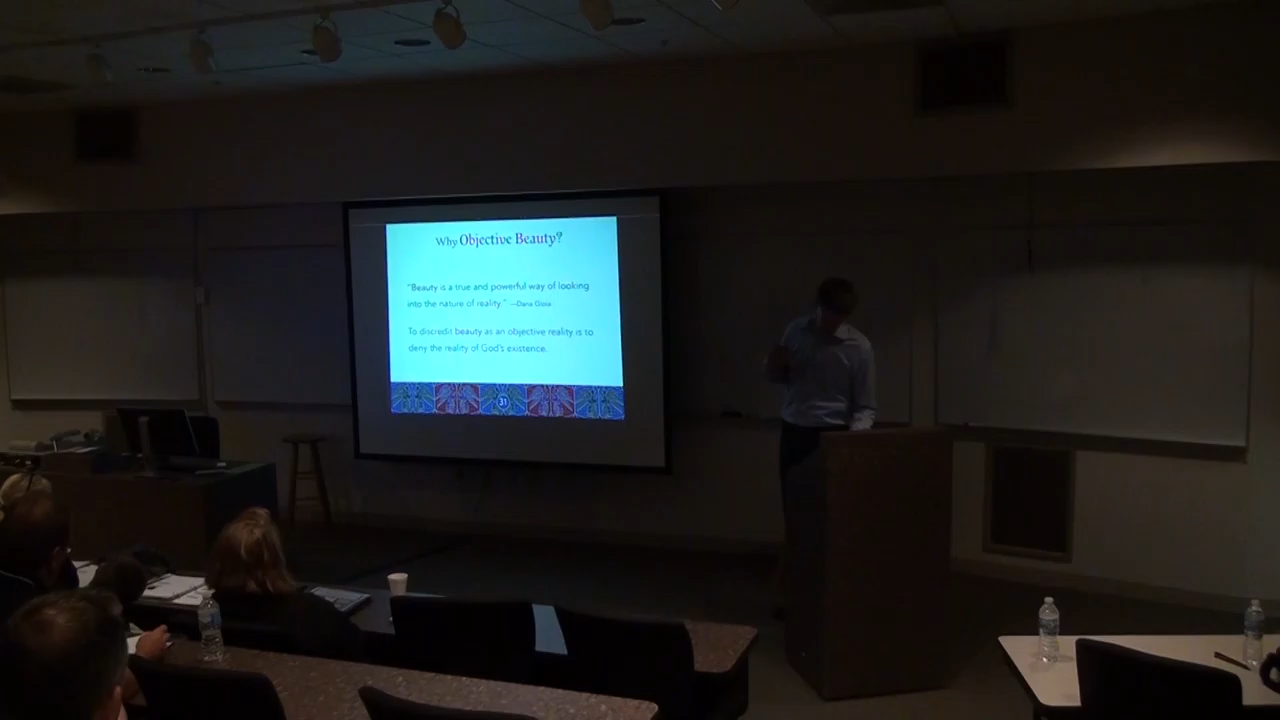 Why Objective Beauty?
"Beauty is a true and powerful way of looking
into the nature of reality." —Dana Gioia
To discredit beauty as an objective reality is to
deny the reality of God's existence.
31